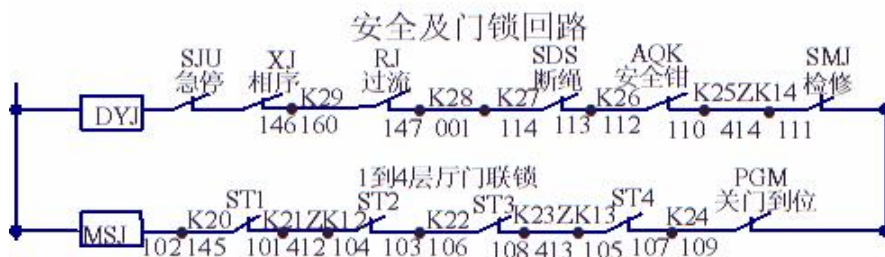 安全及门锁回路
SJU XJ RJ SDS AQK SMJ
急停 相序 过流 断绳 安全钳 检修
DYJ K29 K28 K27 K26 K25ZK14
146 160 147 001 114 113 112 110 414 111
1到4层厅门联锁
ST1 ST2 ST3 ST4 PGM
K20 K21ZK12 K22 K23ZK13 K24 关门到位
MSJ
102 145 101 412 104 103 106 108 413 105 107 109